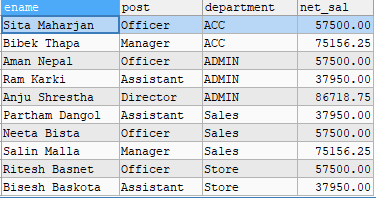 ename post department net_sal
Sita Maharjan Officer ACC 57500.00
Bibek Thapa Manager ACC 75156.25
Aman Nepal Officer ADMIN 57500.00
Ram Karki Assistant ADMIN 37950.00
Anju Shrestha Director ADMIN 86718.75
Partham Dangol Assistant Sales 37950.00
Neeta Bista Officer Sales 57500.00
Salin Malla Manager Sales 75156.25
Ritesh Basnet Officer Store 57500.00
Bisesh Baskota Assistant Store 37950.00